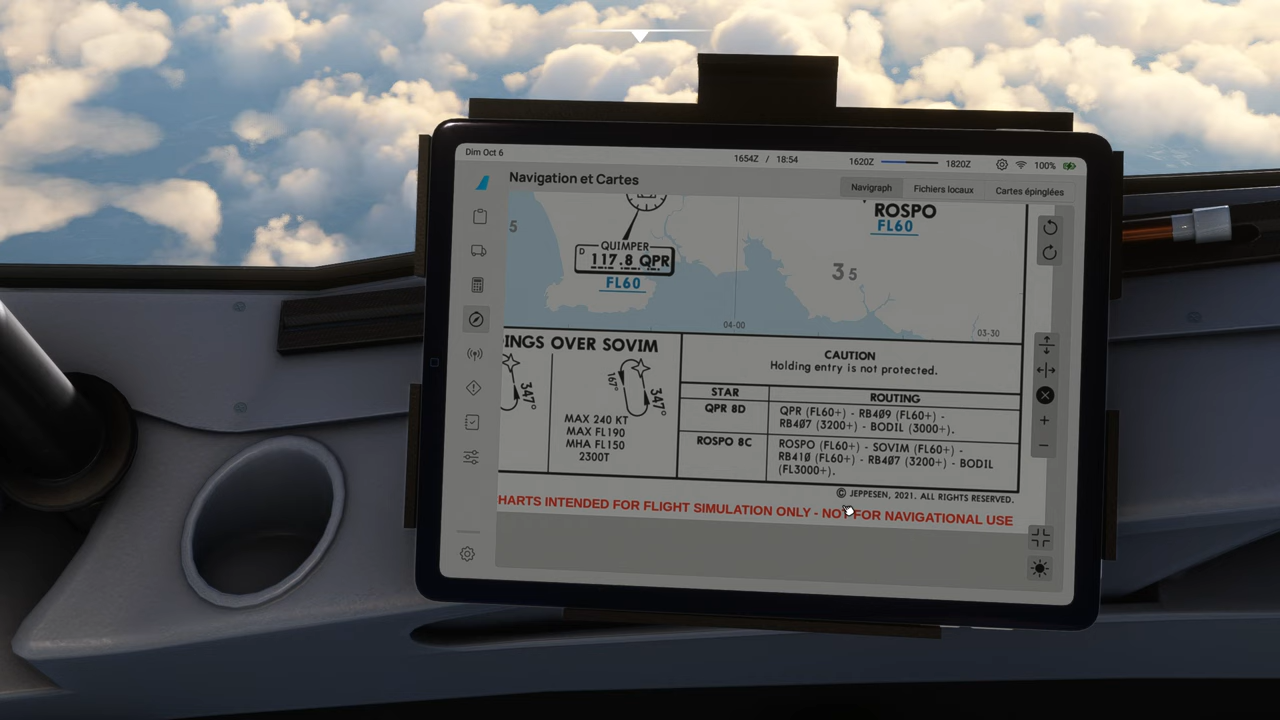 Dim Oct 6
1654Z / 18:54
1620Z
1820Z
100%
Navigation et Cartes
Navigraph
Fichiers locaux
Cartes épinglées
5
QUIMPER
D 117.8 QPR
FL60
ROSPO
FL60
35
04-00
03-30
INGS OVER SOVIM
347°
167°
347°
MAX 240 KT
MAX FL190
MHA FL150
2300T
CAUTION
Holding entry is not protected.
STAR
ROUTING
QPR 8D
QPR (FL60+) - RB409 (FL60+) -
RB407 (3200+) - BODIL (3000+).
ROSPO 8C
ROSPO (FL60+) - SOVIM (FL60+) -
RB410 (FL60+) - RB407 (3200+) - BODIL
(FL3000+).
© JEPPESEN, 2021. ALL RIGHTS RESERVED.
HARTS INTENDED FOR FLIGHT SIMULATION ONLY - NOT FOR NAVIGATIONAL USE